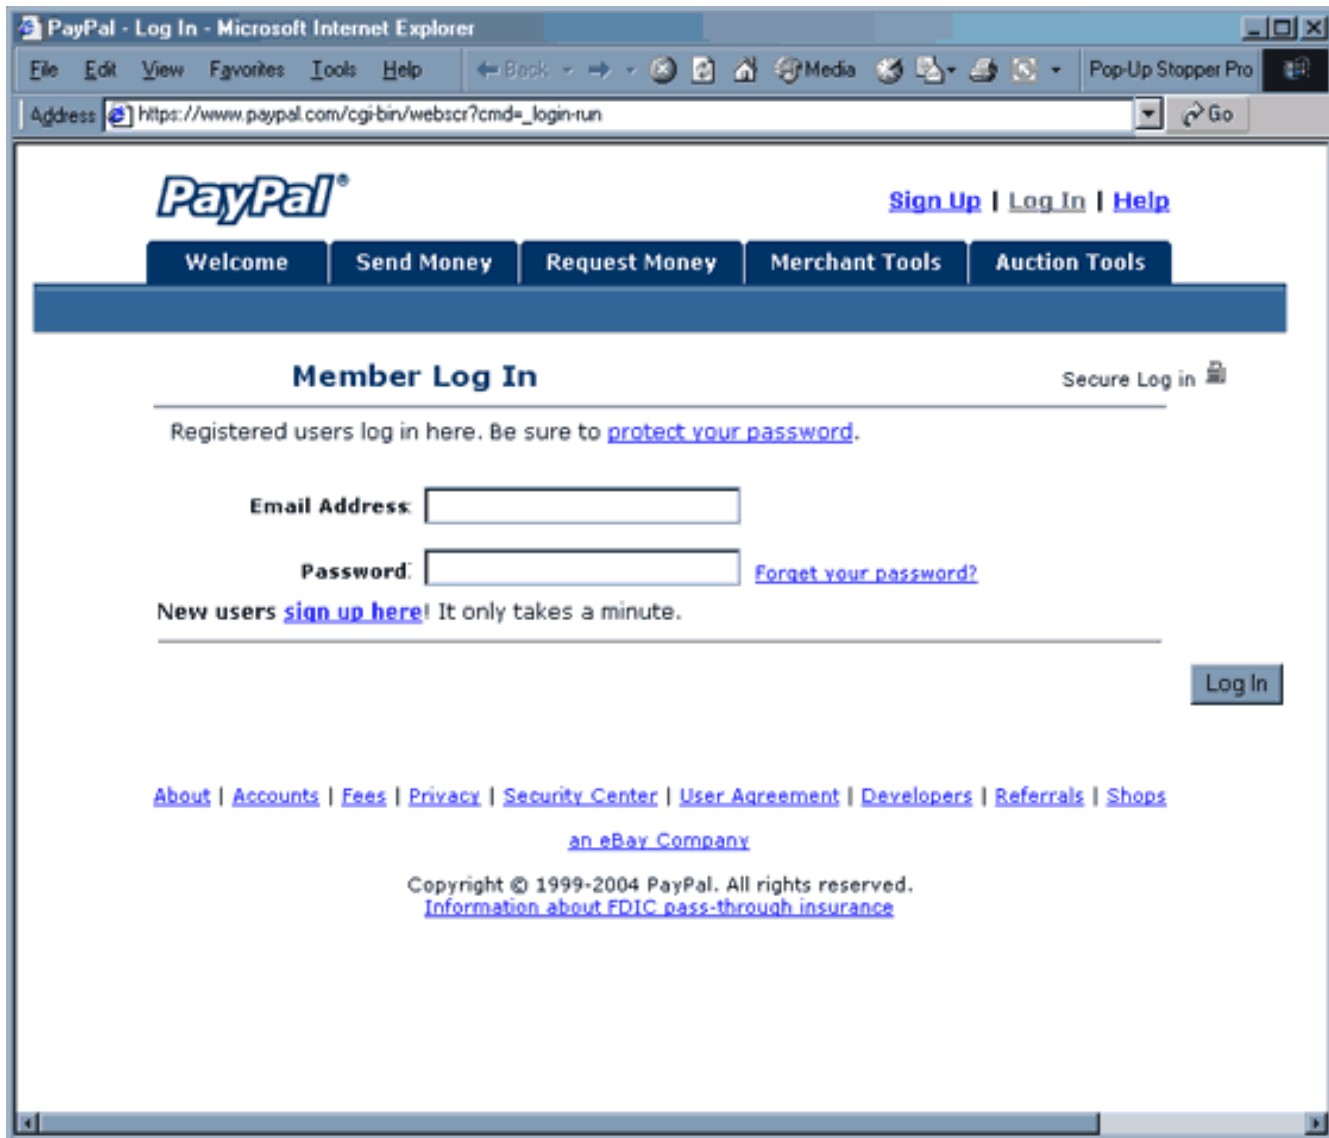 PayPal - Log In - Microsoft Internet Explorer
File Edit View Favorites Tools Help Back Media Pop-Up Stopper Pro
Address https://www.paypal.com/cgi-bin/webscr?cmd=_login-run Go
PayPal®
Sign Up | Log In | Help
Welcome Send Money Request Money Merchant Tools Auction Tools
Member Log In Secure Log in
Registered users log in here. Be sure to protect your password.
Email Address:
Password: Forget your password?
New users sign up here! It only takes a minute.
Log In
About | Accounts | Fees | Privacy | Security Center | User Agreement | Developers | Referrals | Shops
an eBay Company
Copyright © 1999-2004 PayPal. All rights reserved.
Information about FDIC pass-through insurance